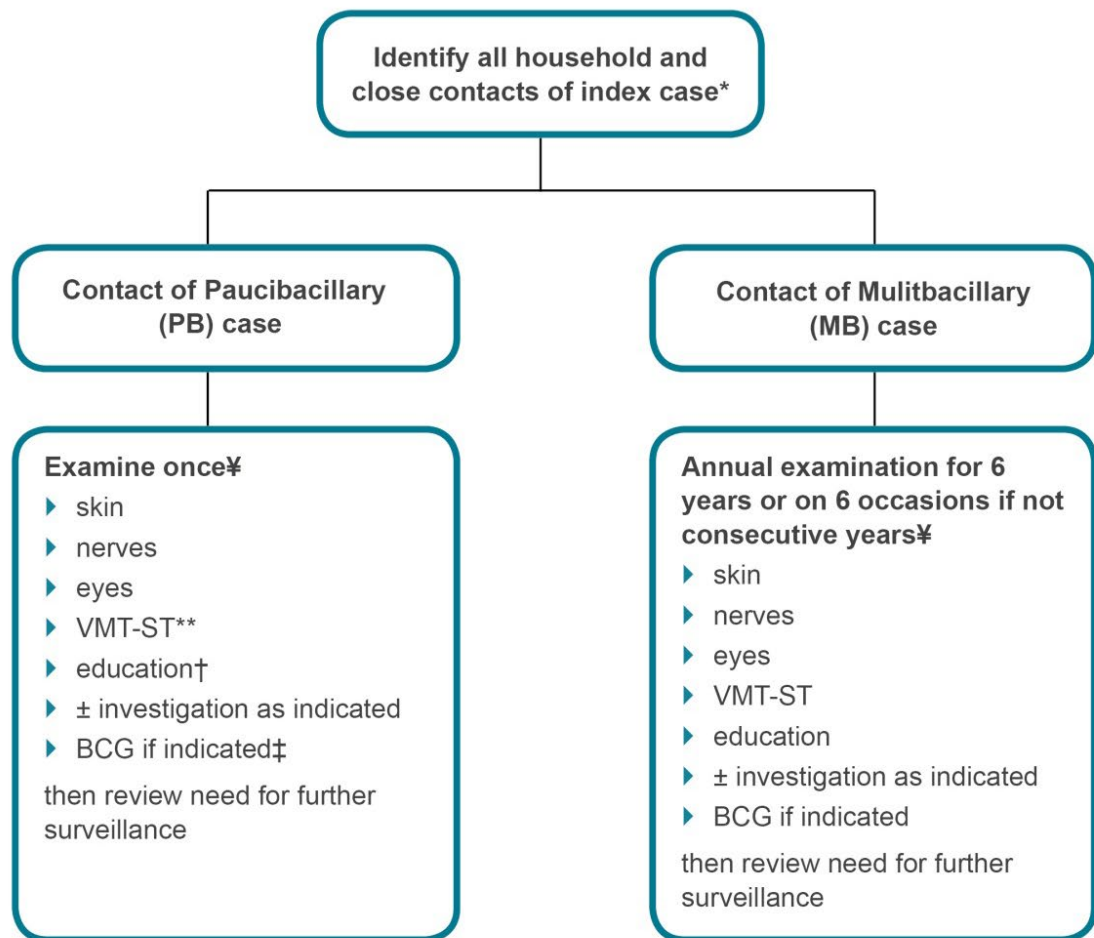 Identify all household and
close contacts of index case*
Contact of Paucibacillary
(PB) case
Contact of Mulitbacillary
(MB) case
Examine once¥
skin
nerves
eyes
VMT-ST**
education†
± investigation as indicated
BCG if indicated‡
then review need for further
surveillance
Annual examination for 6
years or on 6 occasions if not
consecutive years¥
skin
nerves
eyes
VMT-ST
education
± investigation as indicated
BCG if indicated
then review need for further
surveillance